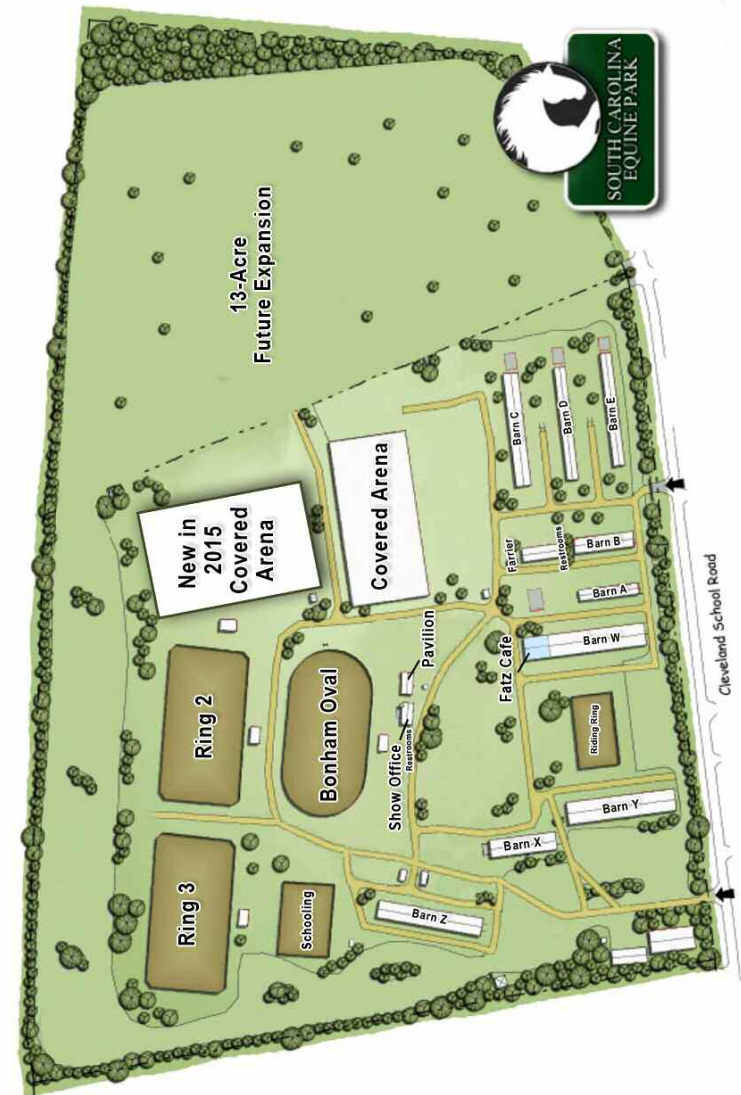 SOUTH CAROLINA
EQUINE PARK
13-Acre
Future Expansion
New in
2015
Covered
Arena
Covered Arena
Barn C
Barn D
Barn E
Farrier
Restrooms
Barn B
Barn A
Fatz Cafe
Barn W
Pavilion
Show Office
Restrooms
Bonham Oval
Ring 2
Ring 3
Schooling
Riding Ring
Barn X
Barn Y
Barn Z
Cleveland School Road